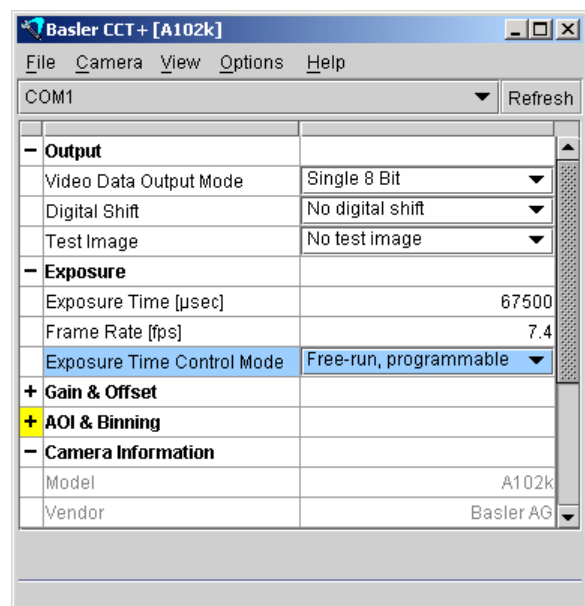 Basler CCT+ [A102k]
File Camera View Options Help
COM1 Refresh
Output
Video Data Output Mode Single 8 Bit
Digital Shift No digital shift
Test Image No test image
Exposure
Exposure Time [µsec] 67500
Frame Rate [fps] 7.4
Exposure Time Control Mode Free-run, programmable
Gain & Offset
AOI & Binning
Camera Information
Model A102k
Vendor Basler AG